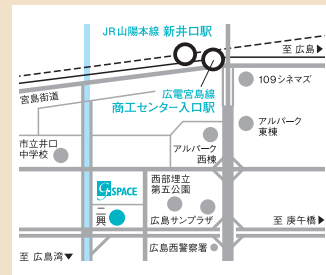 JR山陽本線 新井口駅
至 広島▶
109シネマズ
広電宮島線
商工センター入口駅
宮島街道
アルパーク
東棟
市立井口
中学校
アルパーク
西棟
G SPACE
西部埋立
第五公園
二興
広島サンプラザ
至 庚午橋▶
広島西警察署
至 広島湾▼